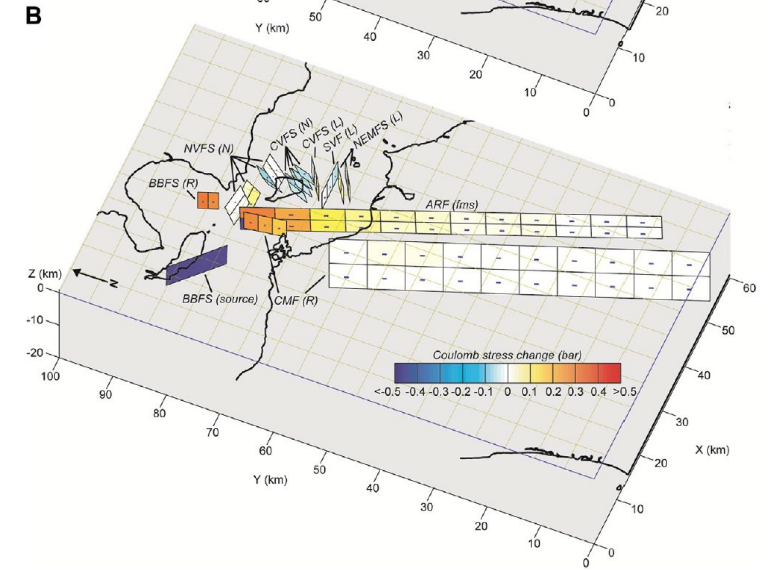 B
50
40
30
20
10
0
0
10
20
Y (km)
NVFS (N)
CVFS (N)
CVFS (L)
SVF (L)
NEMFS (L)
BBFS (R)
ARF (fms)
Z (km)
0
-10
-20
N
BBFS (source)
CMF (R)
60
50
40
30
20
10
0
X (km)
Coulomb stress change (bar)
<-0.5 -0.4 -0.3 -0.2 -0.1 0 0.1 0.2 0.3 0.4 >0.5
100
90
80
70
60
50
40
30
20
10
0
Y (km)